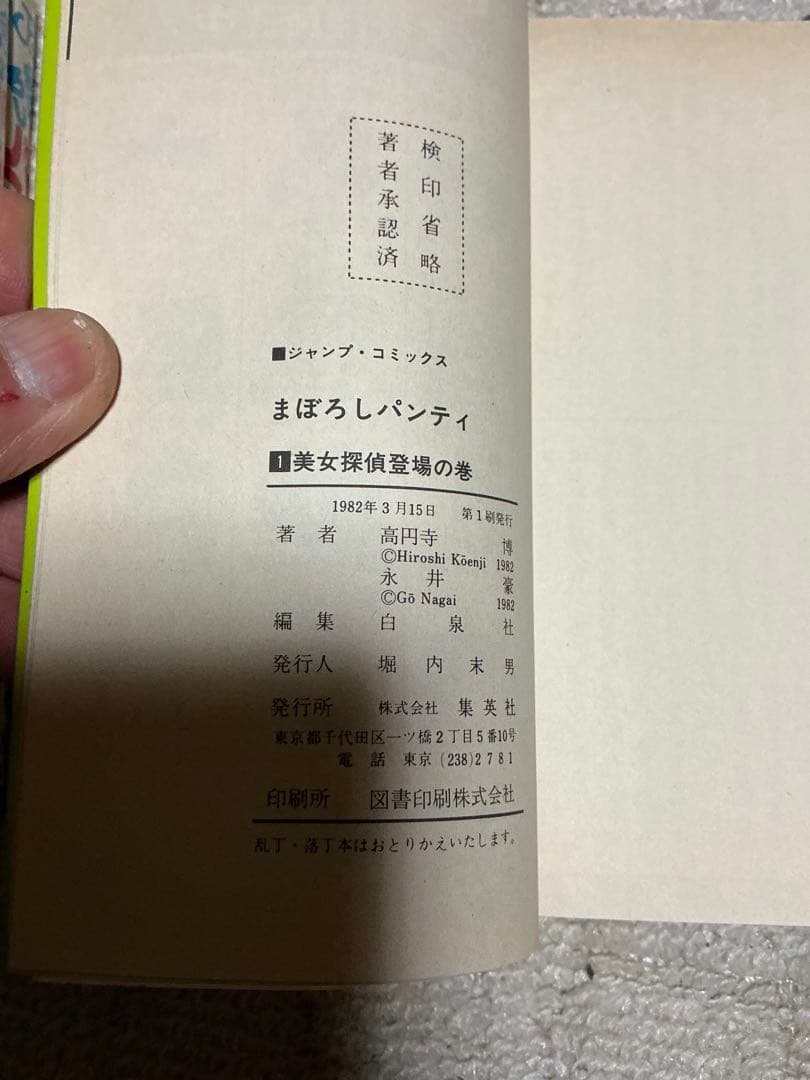 検印省略
著者承認済
■ジャンプ・コミックス
まぼろしパンティ
1美女探偵登場の巻
1982年3月15日 第1刷発行
著者 高円寺 博
©Hiroshi Kōenji 1982
永井 豪
©Gō Nagai 1982
編集 白泉社
発行人 堀内末男
発行所 株式会社 集英社
東京都千代田区一ツ橋2丁目5番10号
電話 東京(238)2781
印刷所 図書印刷株式会社
乱丁・落丁本はおとりかえいたします。